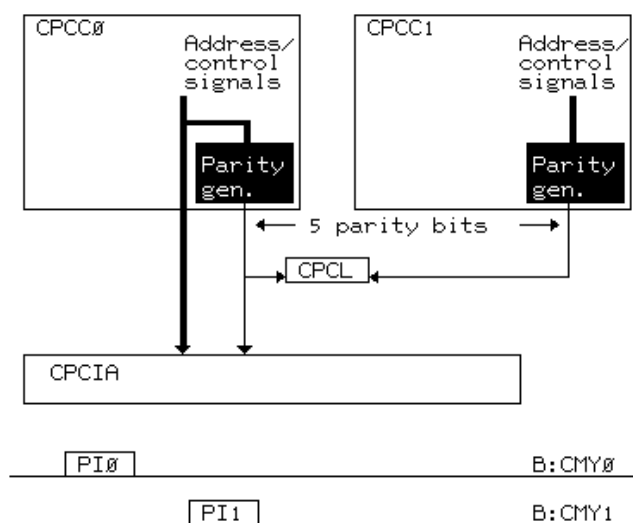 CPCCØ
CPCC1
Address/
control
signals
Address/
control
signals
Parity
gen.
Parity
gen.
5 parity bits
CPCL
CPCIA
PIØ
B:CMYØ
PI1
B:CMY1